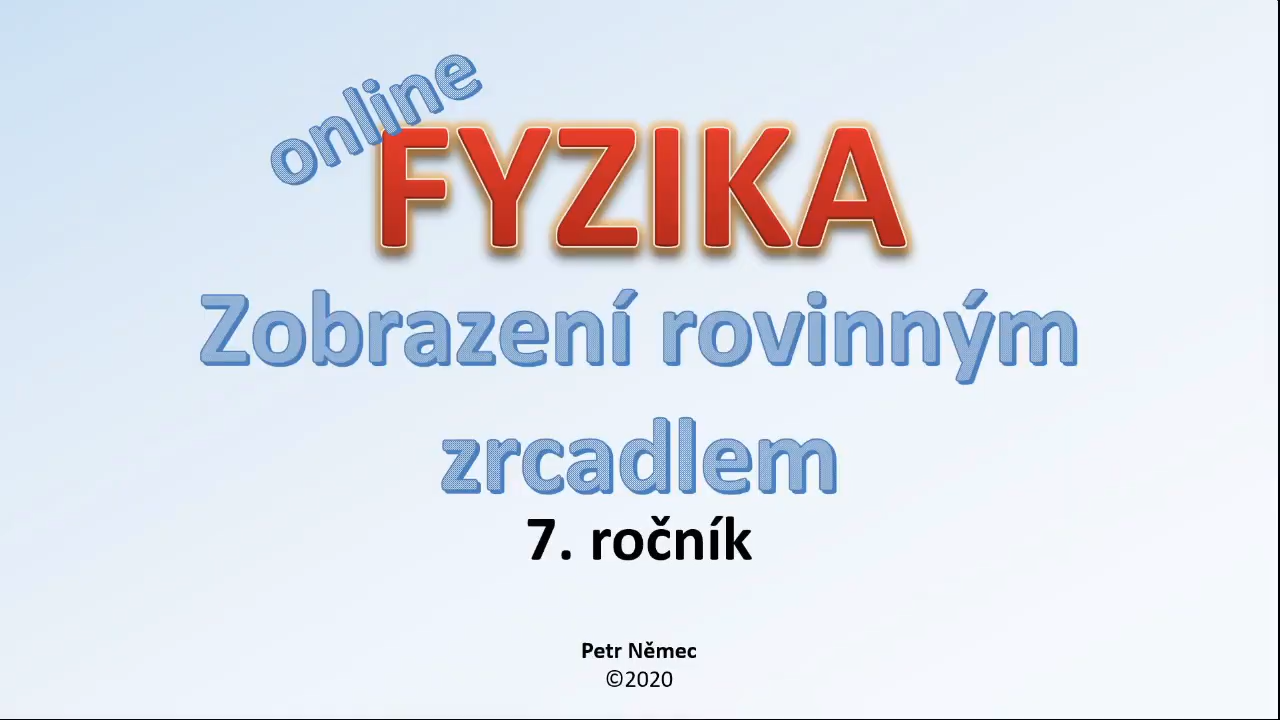 online
FYZIKA
Zobrazení rovinným
zrcadlem
7. ročník
Petr Němec
©2020